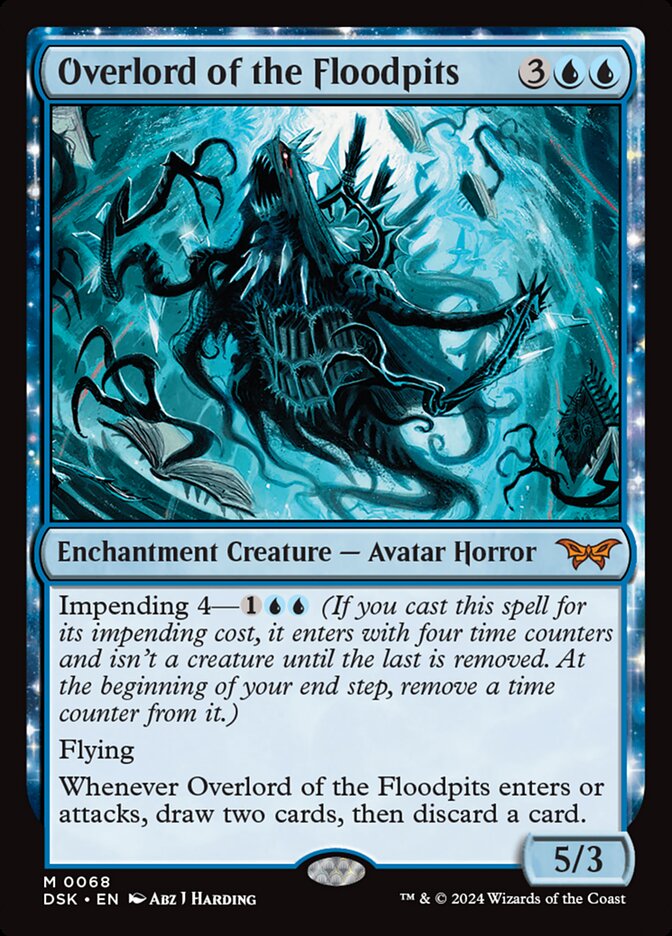 Overlord of the Floodpits 3
Enchantment Creature — Avatar Horror
Impending 4—1 (If you cast this spell for
its impending cost, it enters with four time counters
and isn't a creature until the last is removed. At
the beginning of your end step, remove a time
counter from it.)
Flying
Whenever Overlord of the Floodpits enters or
attacks, draw two cards, then discard a card.
5/3
M 0068
DSK • EN Abz J Harding
™ & © 2024 Wizards of the Coast